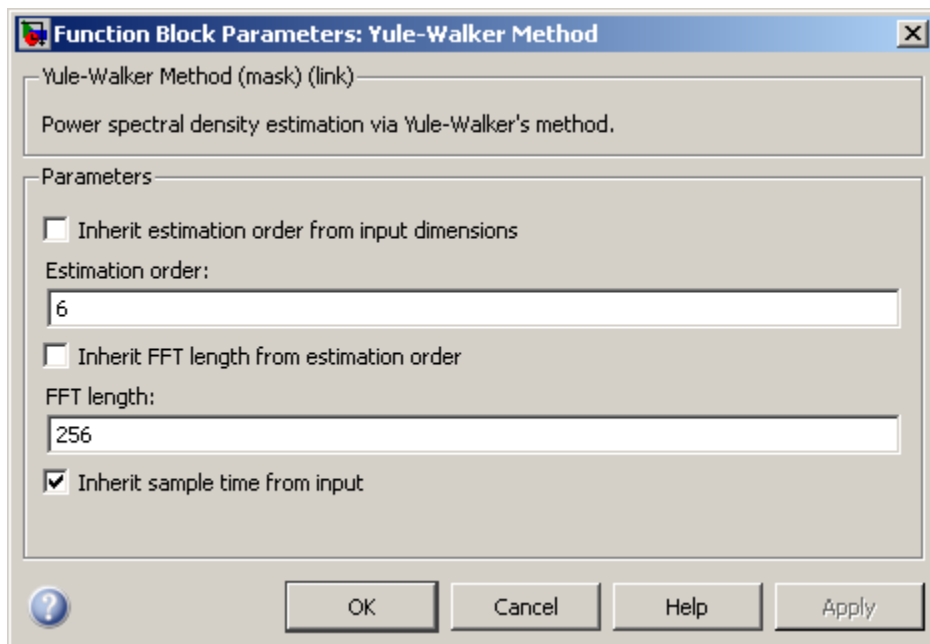 Function Block Parameters: Yule-Walker Method
Yule-Walker Method (mask) (link)
Power spectral density estimation via Yule-Walker's method.
Parameters
Inherit estimation order from input dimensions
Estimation order:
6
Inherit FFT length from estimation order
FFT length:
256
Inherit sample time from input
OK Cancel Help Apply